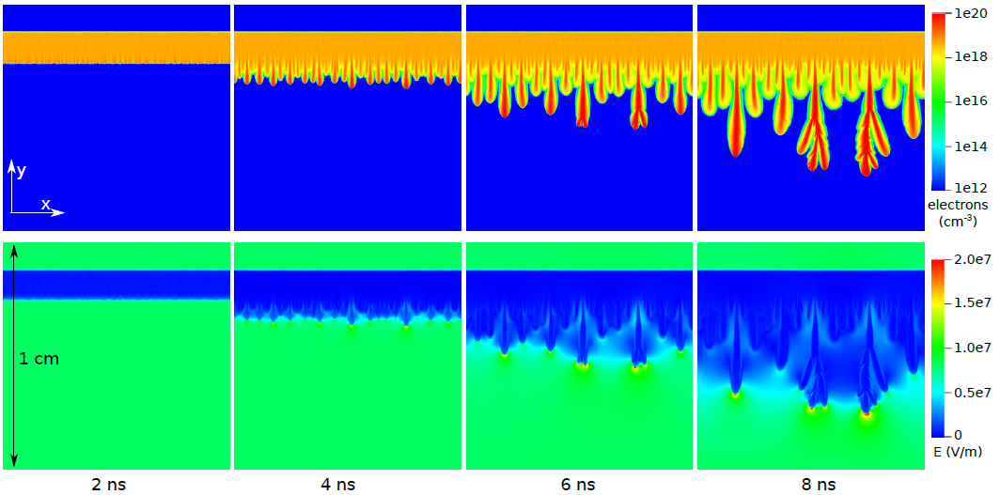 1e20
1e18
1e16
1e14
1e12
electrons
(cm⁻³)
y
x
2.0e7
1.5e7
1.0e7
0.5e7
0
E (V/m)
1 cm
2 ns
4 ns
6 ns
8 ns